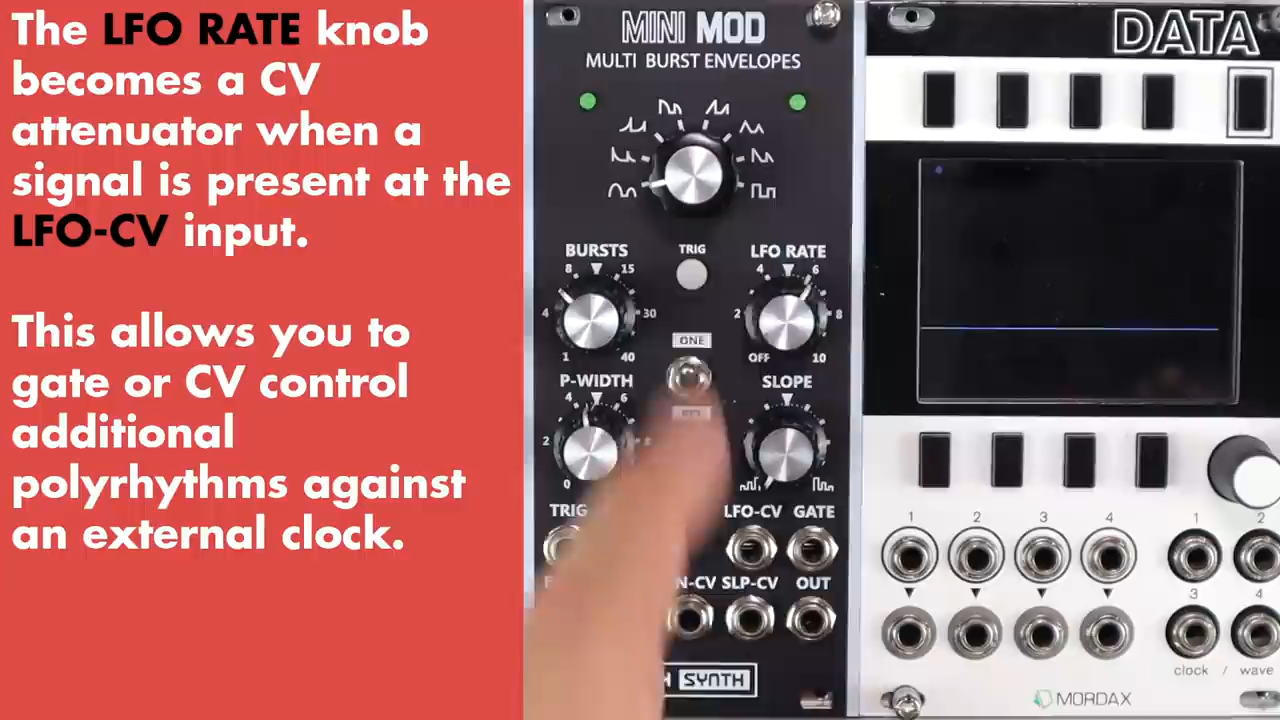 The LFO RATE knob
becomes a CV
attenuator when a
signal is present at the
LFO-CV input.
This allows you to
gate or CV control
additional
polyrhythms against
an external clock.
MINI MOD
MULTI BURST ENVELOPES
BURSTS
8 15
4 30
1 40
TRIG
LFO RATE
4 6
2 8
OFF 10
ONE
P-WIDTH
4 6
2 8
0
SLOPE
TRIG
LFO-CV GATE
N-CV SLP-CV OUT
H SYNTH
DATA
1 2 3 4
1 2
3 4
clock / wave
MORDAX